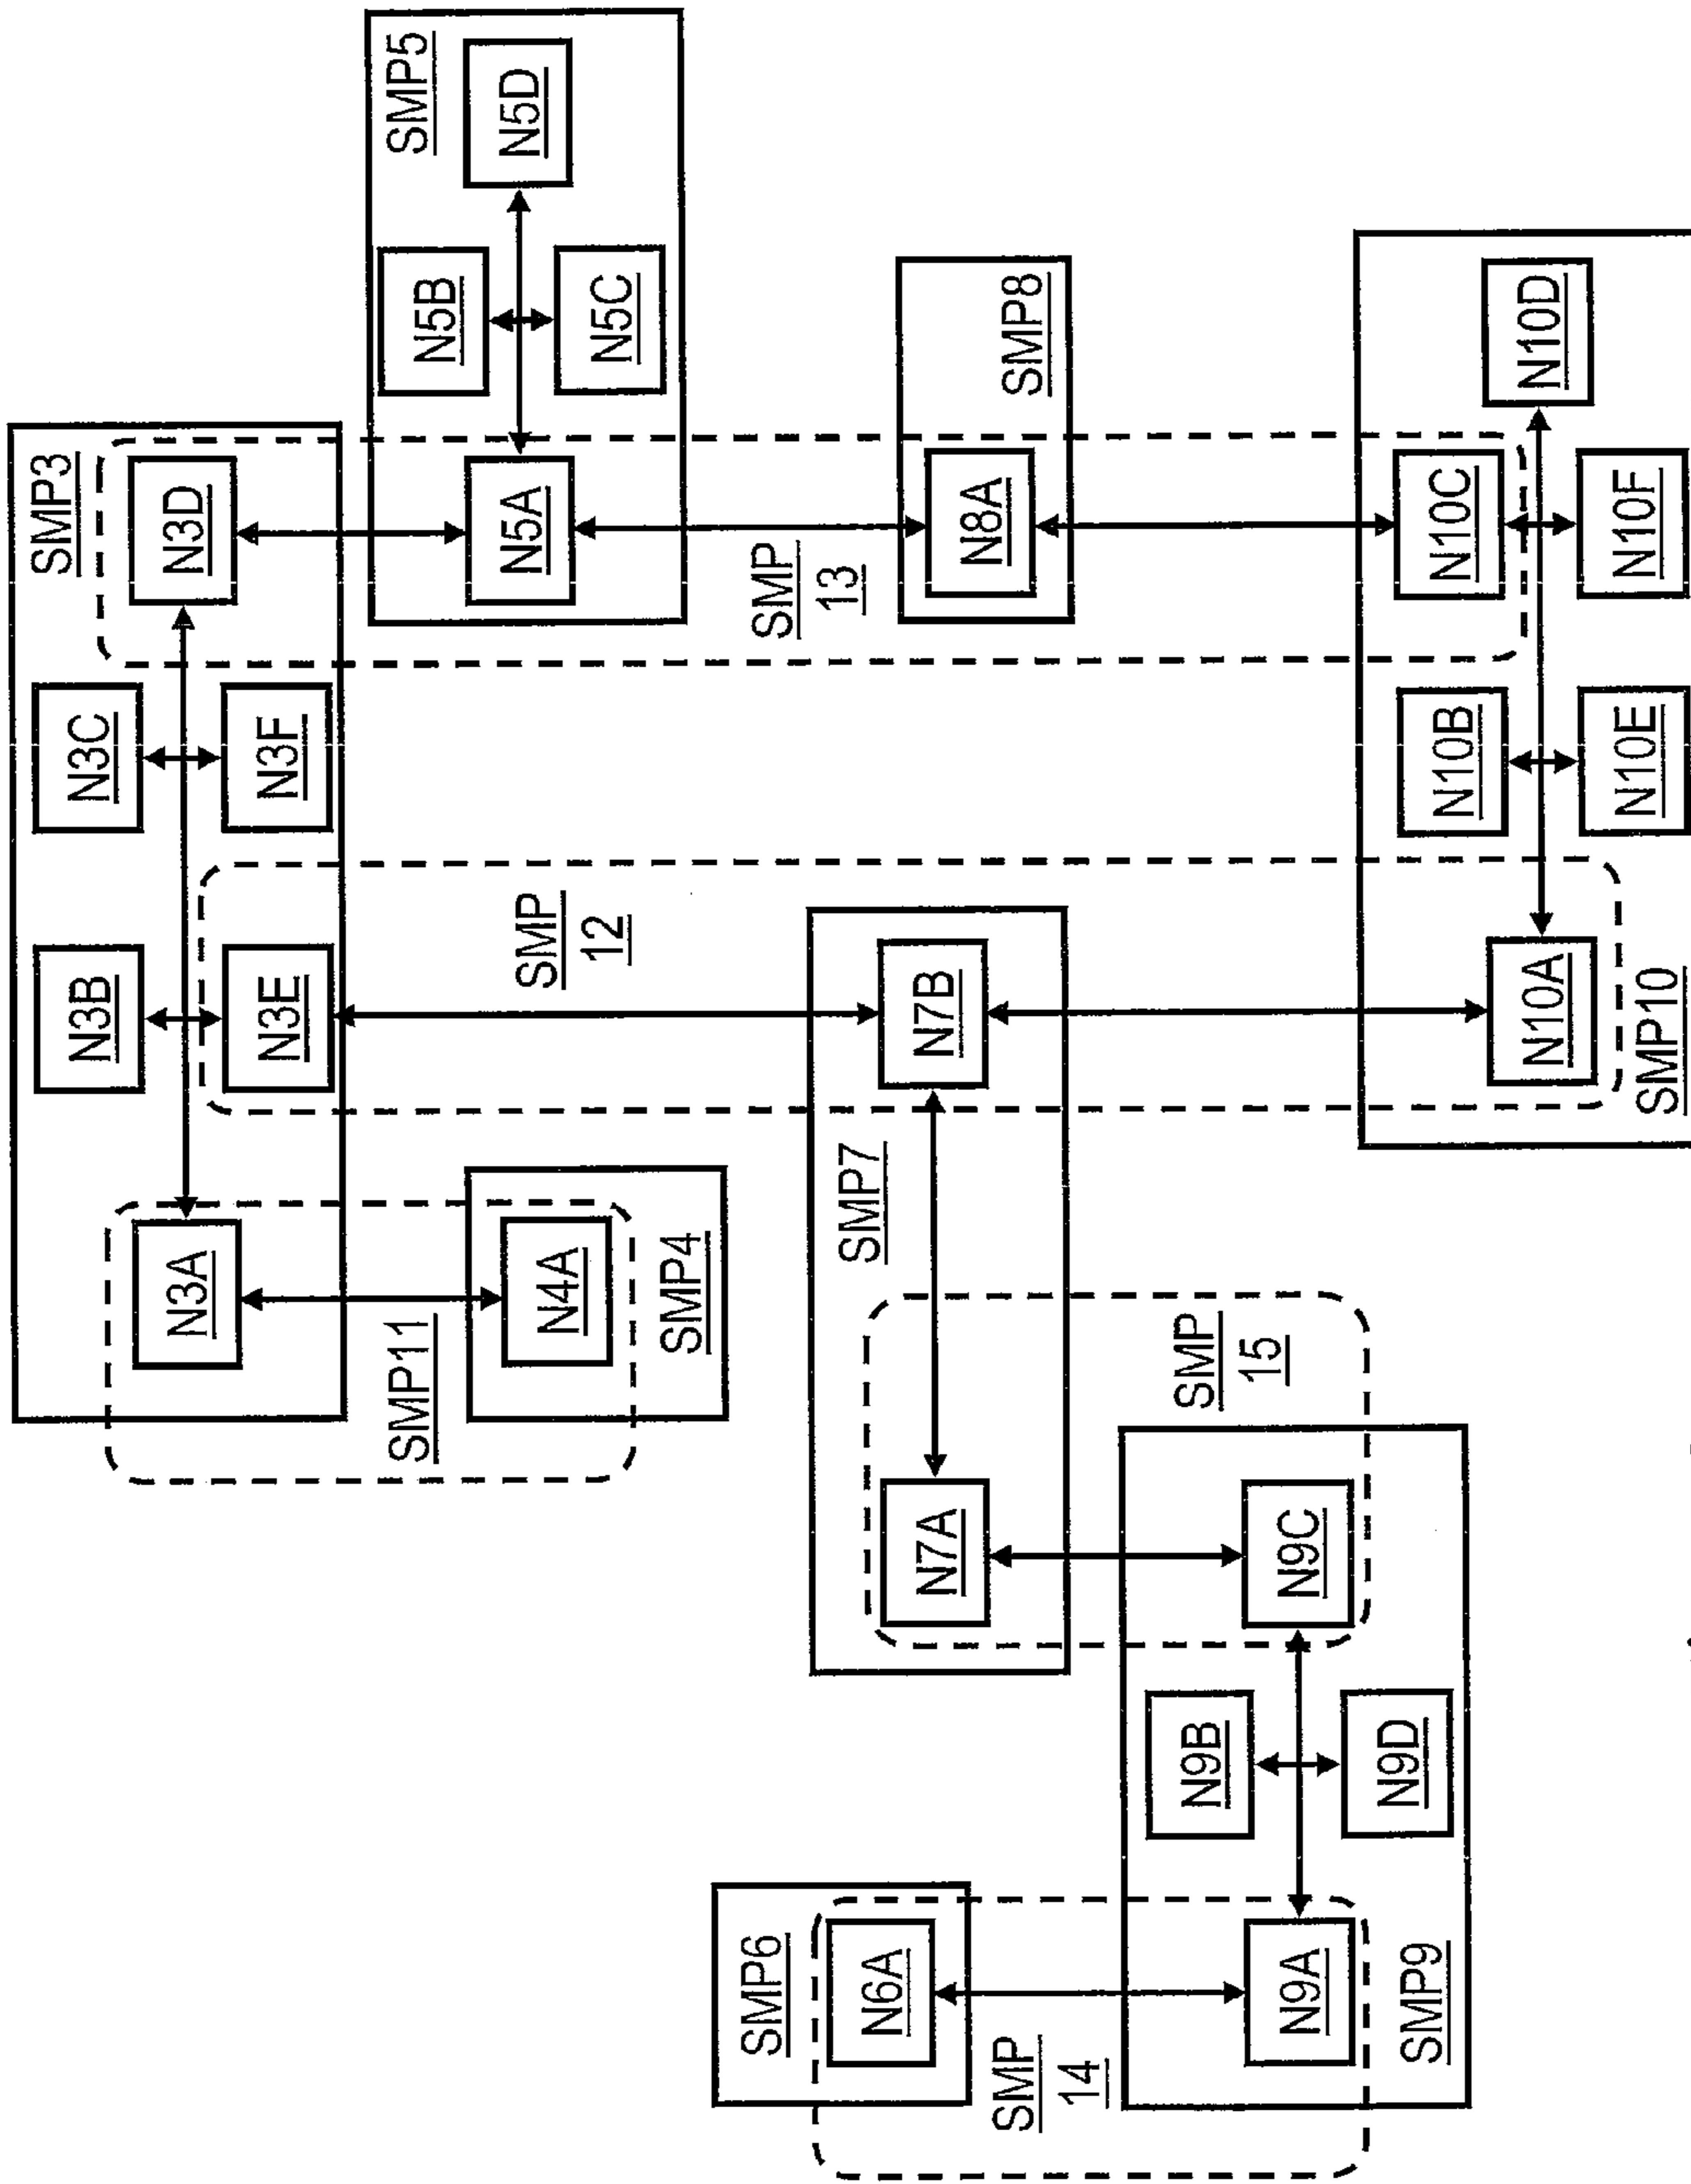 SMP3
N3A
N3B
N3C
N3D
N3E
N3F
SMP11
N4A
SMP4
SMP
12
SMP5
N5A
N5B
N5C
N5D
SMP
13
SMP6
N6A
SMP7
N7A
N7B
SMP8
N8A
SMP
14
SMP
15
SMP9
N9A
N9B
N9C
N9D
SMP10
N10A
N10B
N10C
N10D
N10E
N10F